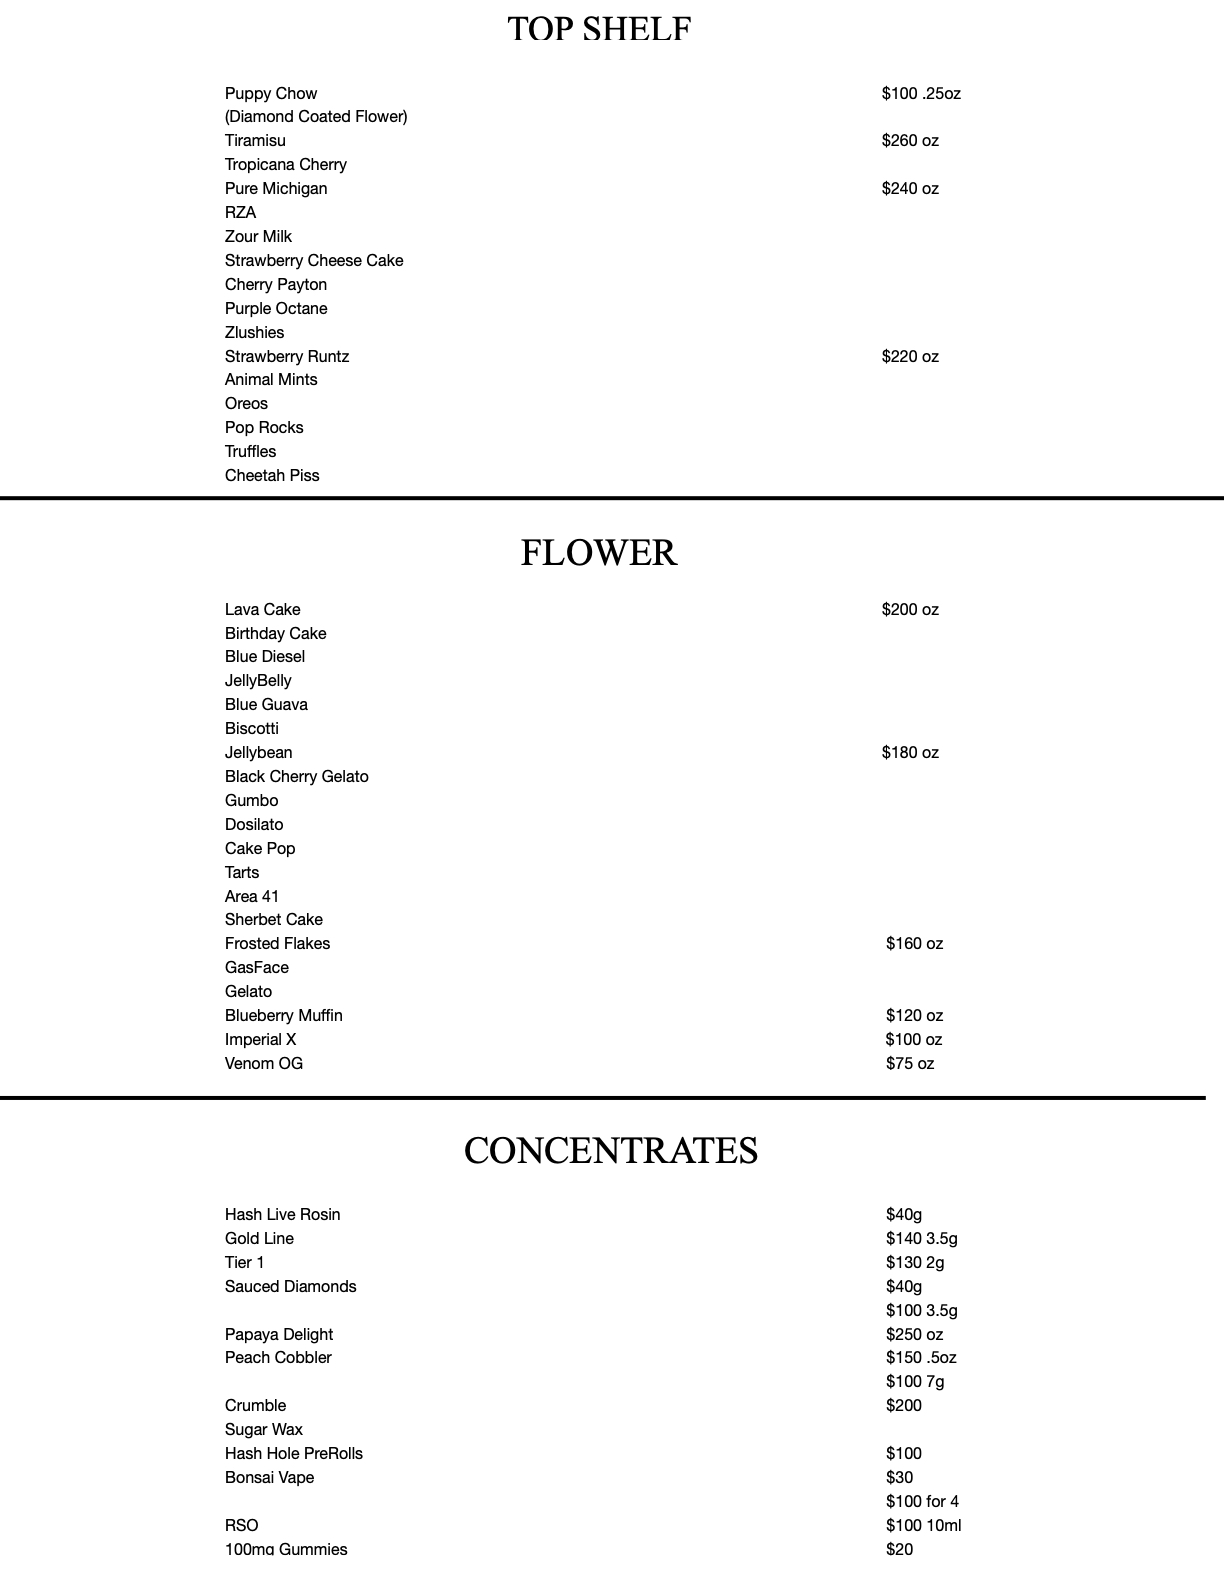 TOP SHELF
Puppy Chow $100 .25oz
(Diamond Coated Flower)
Tiramisu $260 oz
Tropicana Cherry
Pure Michigan $240 oz
RZA
Zour Milk
Strawberry Cheese Cake
Cherry Payton
Purple Octane
Zlushies
Strawberry Runtz $220 oz
Animal Mints
Oreos
Pop Rocks
Truffles
Cheetah Piss
FLOWER
Lava Cake $200 oz
Birthday Cake
Blue Diesel
JellyBelly
Blue Guava
Biscotti
Jellybean $180 oz
Black Cherry Gelato
Gumbo
Dosilato
Cake Pop
Tarts
Area 41
Sherbet Cake
Frosted Flakes $160 oz
GasFace
Gelato
Blueberry Muffin $120 oz
Imperial X $100 oz
Venom OG $75 oz
CONCENTRATES
Hash Live Rosin $40g
Gold Line $140 3.5g
Tier 1 $130 2g
Sauced Diamonds $40g
$100 3.5g
Papaya Delight $250 oz
Peach Cobbler $150 .5oz
$100 7g
Crumble $200
Sugar Wax
Hash Hole PreRolls $100
Bonsai Vape $30
$100 for 4
RSO $100 10ml
100mg Gummies $20